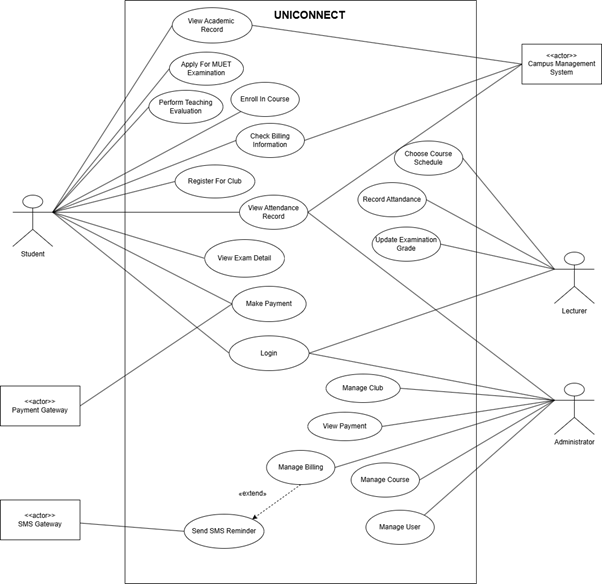 UNICONNECT
View Academic
Record
<<actor>>
Campus Management
System
Apply For MUET
Examination
Perform Teaching
Evaluation
Enroll In Course
Check Billing
Information
Choose Course
Schedule
Register For Club
Record Attandance
View Attendance
Record
Update Examination
Grade
Student
View Exam Detail
Make Payment
Lecturer
Login
Manage Club
<<actor>>
Payment Gateway
View Payment
Administrator
Manage Billing
Manage Course
«extend»
<<actor>>
SMS Gateway
Send SMS Reminder
Manage User